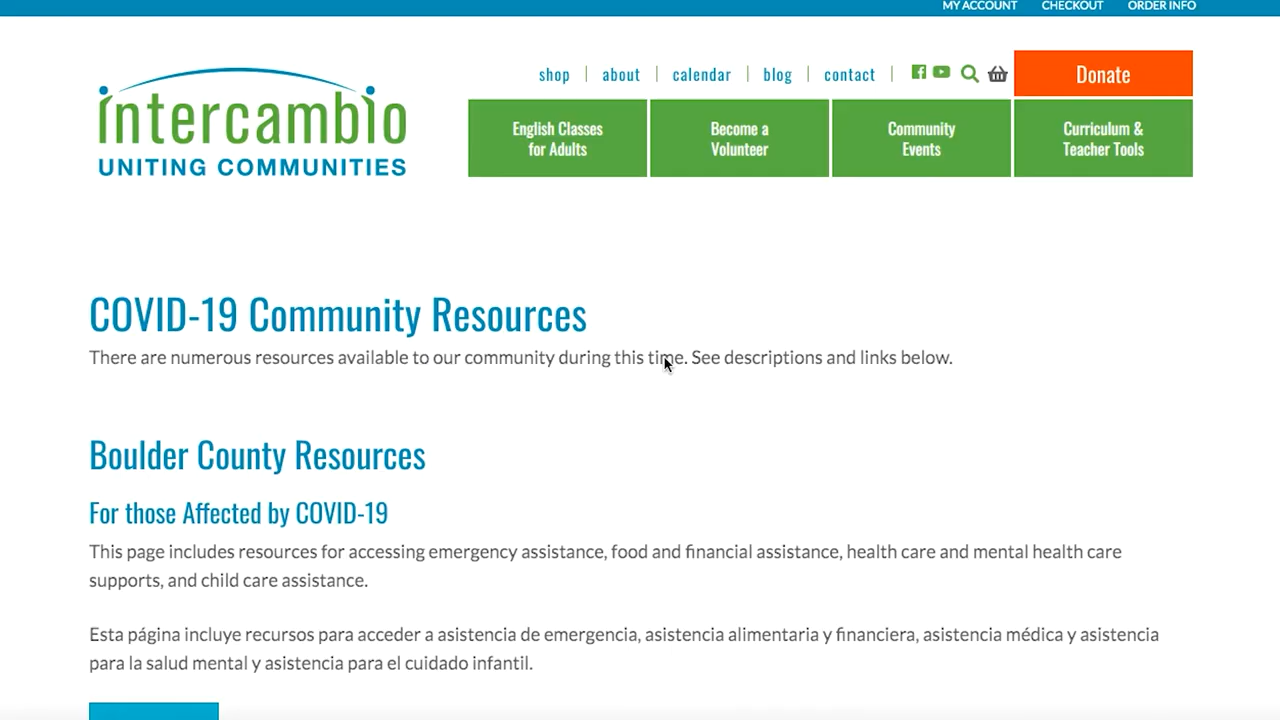 MY ACCOUNT CHECKOUT ORDER INFO
intercambio
UNITING COMMUNITIES
shop about calendar blog contact
Donate
English Classes
for Adults
Become a
Volunteer
Community
Events
Curriculum &
Teacher Tools
COVID-19 Community Resources
There are numerous resources available to our community during this time. See descriptions and links below.
Boulder County Resources
For those Affected by COVID-19
This page includes resources for accessing emergency assistance, food and financial assistance, health care and mental health care
supports, and child care assistance.
Esta página incluye recursos para acceder a asistencia de emergencia, asistencia alimentaria y financiera, asistencia médica y asistencia
para la salud mental y asistencia para el cuidado infantil.